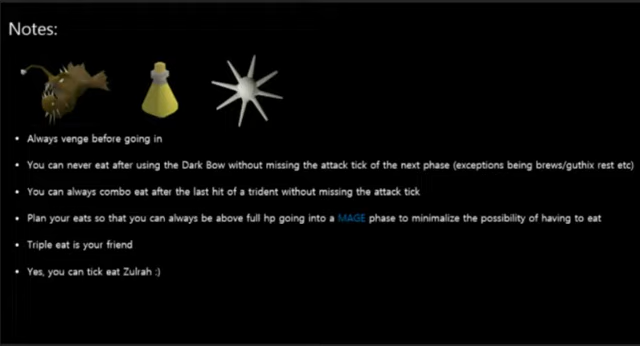 Notes:
• Always venge before going in
• You can never eat after using the Dark Bow without missing the attack tick of the next phase (exceptions being brews/guthix rest etc)
• You can always combo eat after the last hit of a trident without missing the attack tick
• Plan your eats so that you can always be above full hp going into a MAGE phase to minimalize the possibility of having to eat
• Triple eat is your friend
• Yes, you can tick eat Zulrah :)